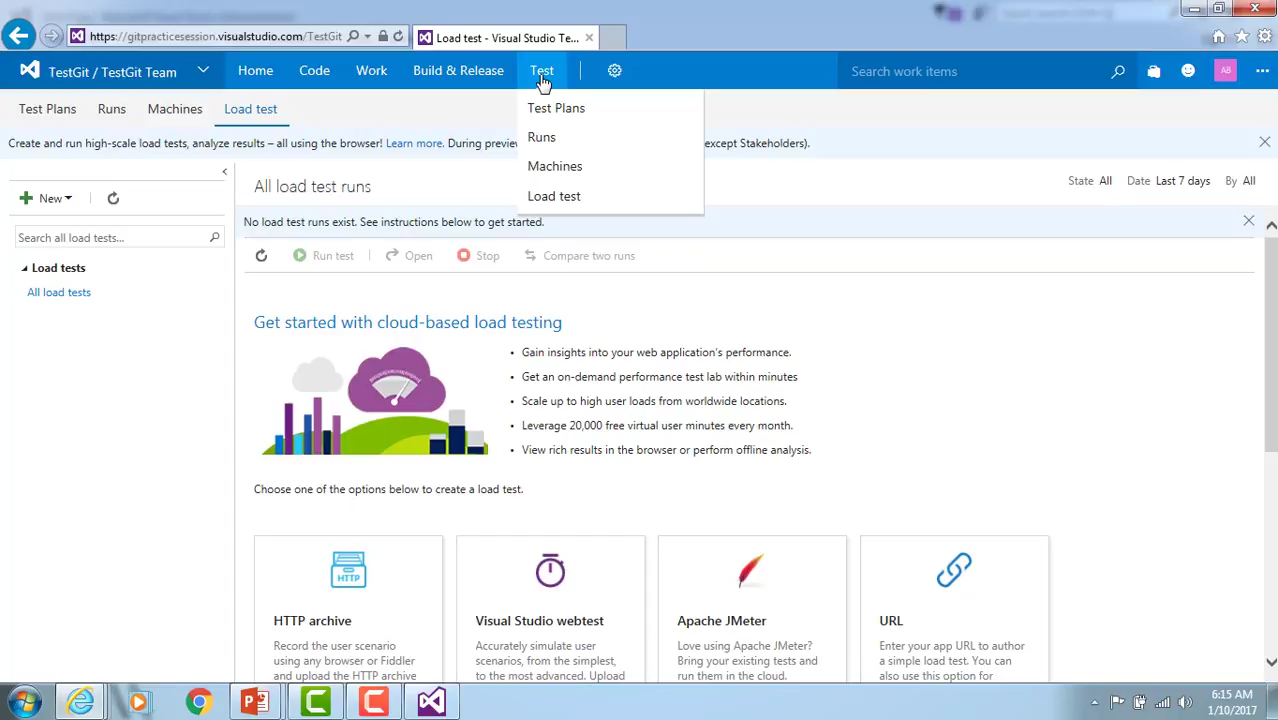 https://gitpracticesession.visualstudio.com/TestGit
Load test - Visual Studio Te...
TestGit / TestGit Team
Home
Code
Work
Build & Release
Test
Search work items
AB
Test Plans
Runs
Machines
Load test
Test Plans
Runs
Machines
Load test
Create and run high-scale load tests, analyze results – all using the browser! Learn more. During preview
(except Stakeholders).
New
Search all load tests...
Load tests
All load tests
All load test runs
State All
Date Last 7 days
By All
No load test runs exist. See instructions below to get started.
Run test
Open
Stop
Compare two runs
Get started with cloud-based load testing
• Gain insights into your web application's performance.
• Get an on-demand performance test lab within minutes
• Scale up to high user loads from worldwide locations.
• Leverage 20,000 free virtual user minutes every month.
• View rich results in the browser or perform offline analysis.
Choose one of the options below to create a load test.
HTTP
HTTP archive
Record the user scenario
using any browser or Fiddler
and upload the HTTP archive
Visual Studio webtest
Accurately simulate user
scenarios, from the simplest,
to the most advanced. Upload
Apache JMeter
Love using Apache JMeter?
Bring your existing tests and
run them in the cloud.
URL
Enter your app URL to author
a simple load test. You can
also use this option for
6:15 AM
1/10/2017